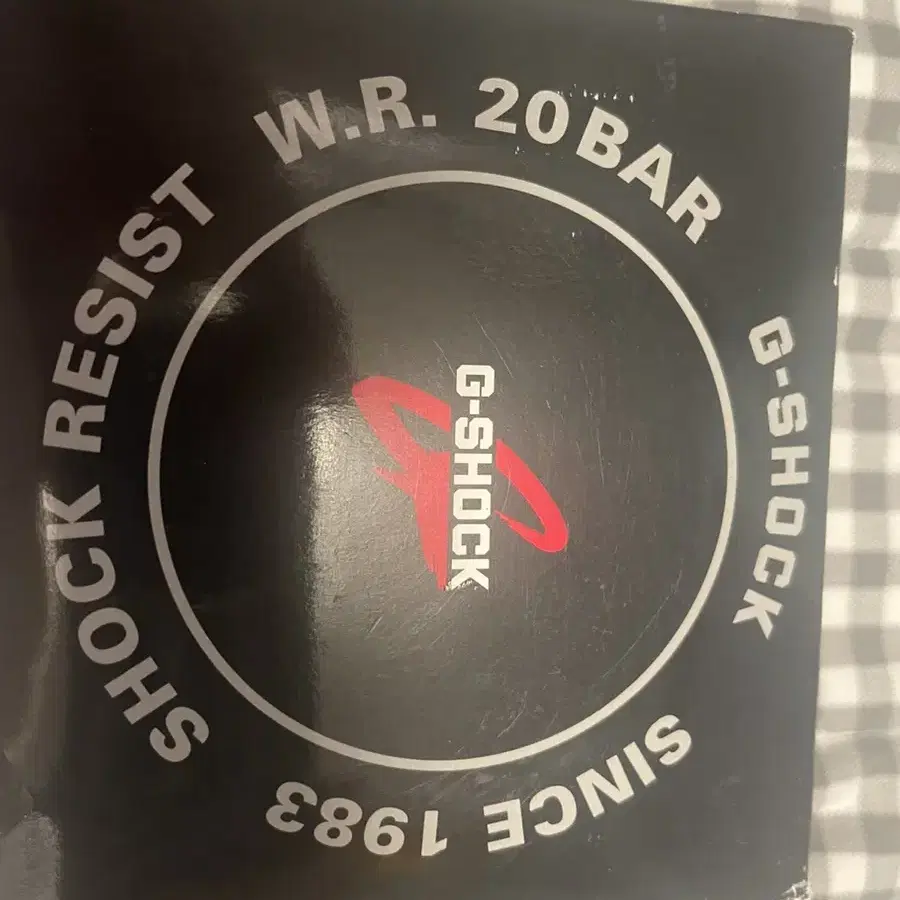 G-SHOCK
W.R. 20BAR
G-SHOCK
SINCE 1983
SHOCK RESIST